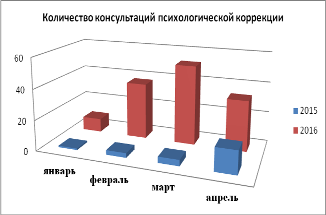 Количество консультаций психологической коррекции
60
40
20
0
январь
февраль
март
апрель
2015
2016